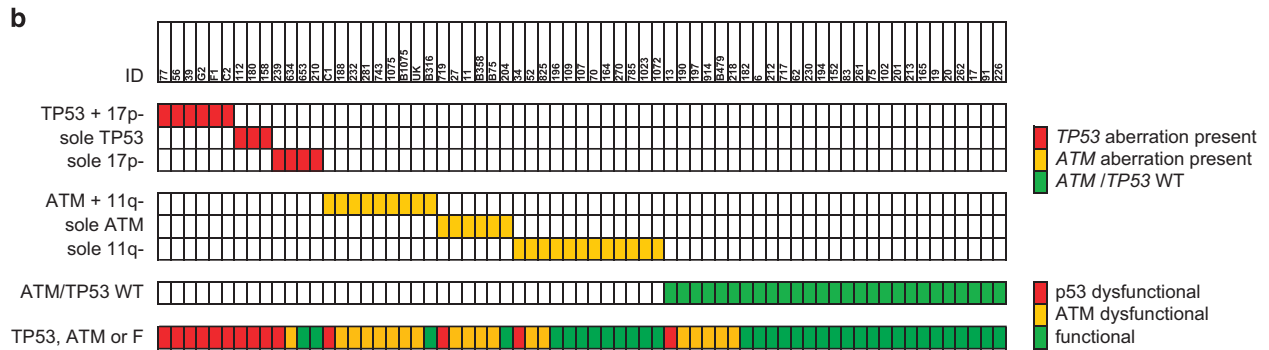 b
ID 77 56 39 G2 F1 C2 112 180 158 239 634 653 210 C1 188 232 281 743 1075 B1075 UK B316 719 27 11 B358 B75 204 34 52 825 196 109 107 70 164 270 785 1023 1072 13 190 197 914 B479 218 182 6 212 717 62 230 194 152 83 261 75 102 201 213 165 19 20 262 17 91 226
TP53 + 17p-
sole TP53
sole 17p-
ATM + 11q-
sole ATM
sole 11q-
ATM/TP53 WT
TP53, ATM or F
TP53 aberration present
ATM aberration present
ATM /TP53 WT
p53 dysfunctional
ATM dysfunctional
functional